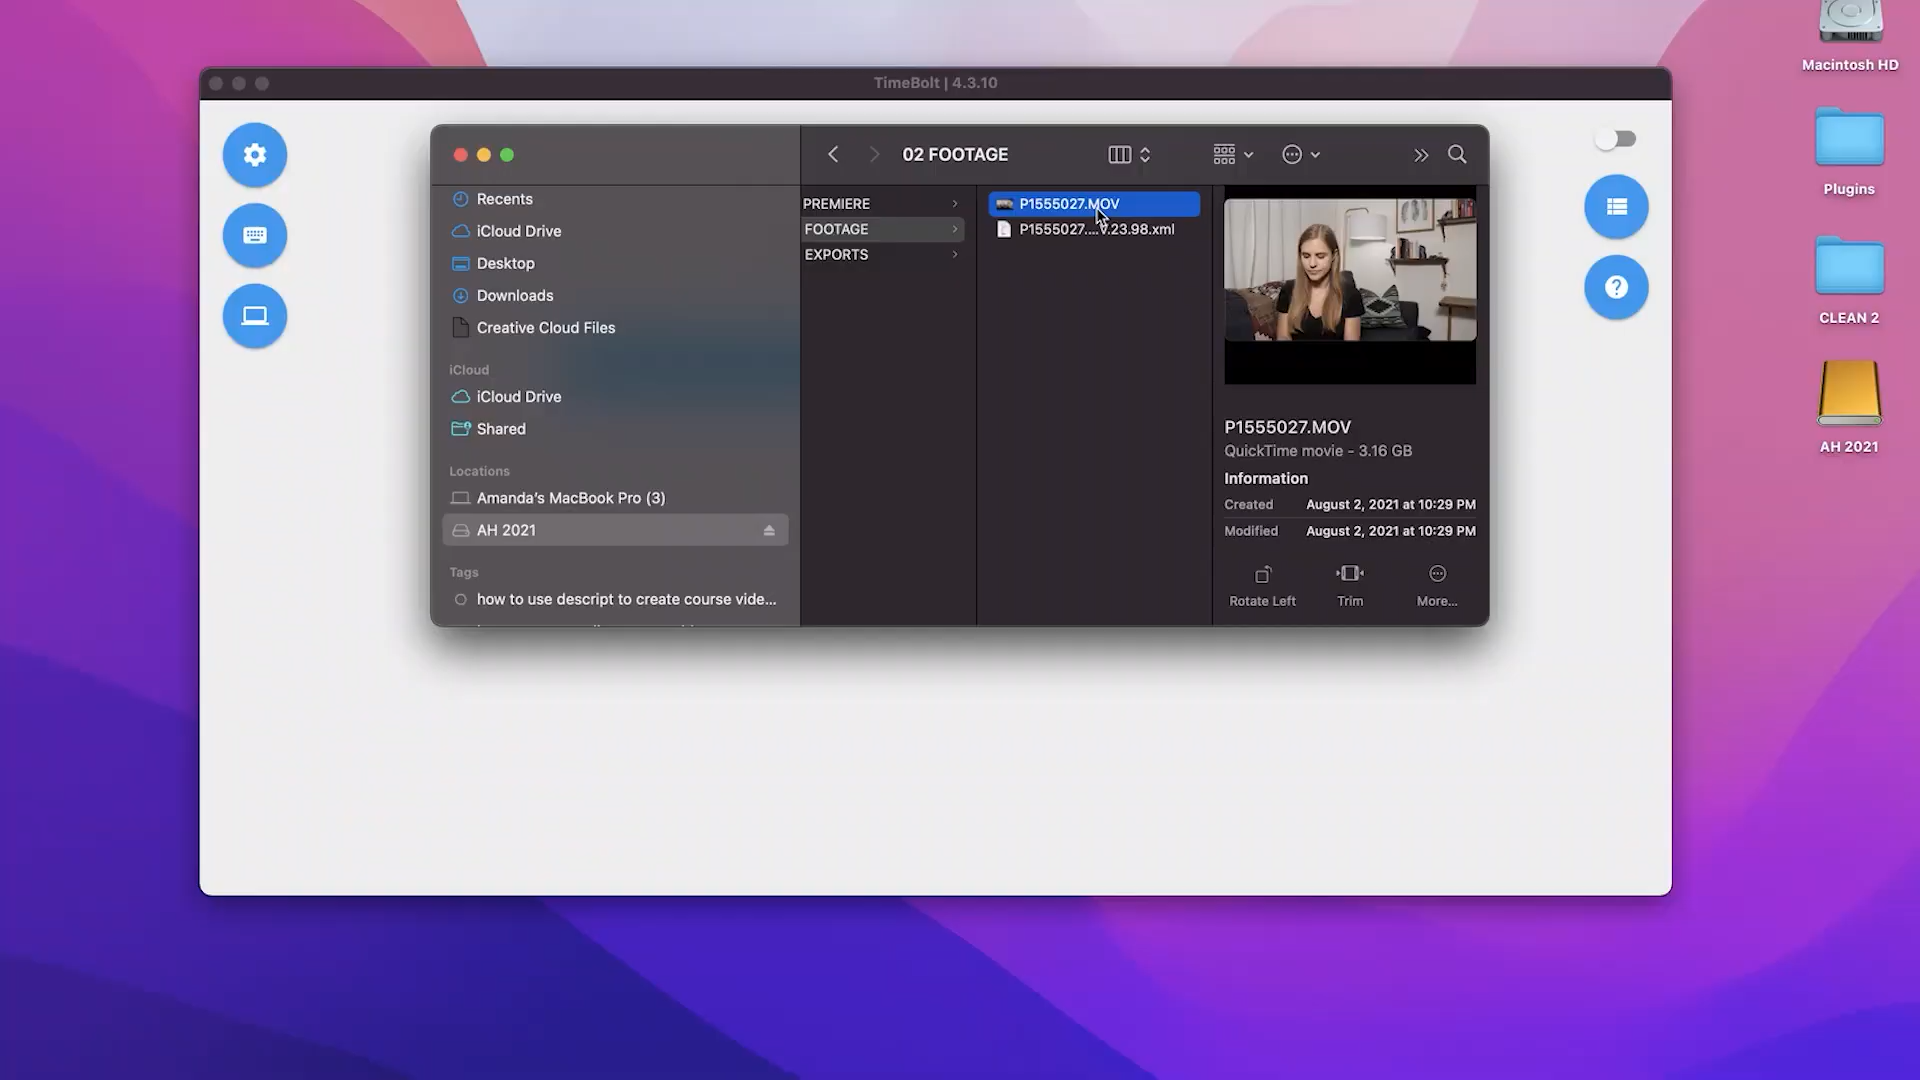 Macintosh HD
TimeBolt | 4.3.10
02 FOOTAGE
Recents
iCloud Drive
Desktop
Downloads
Creative Cloud Files
iCloud
iCloud Drive
Shared
Locations
Amanda's MacBook Pro (3)
AH 2021
Tags
how to use descript to create course vide...
PREMIERE
FOOTAGE
EXPORTS
P1555027.MOV
P1555027....V.23.98.xml
P1555027.MOV
QuickTime movie - 3.16 GB
Information
Created August 2, 2021 at 10:29 PM
Modified August 2, 2021 at 10:29 PM
Rotate Left
Trim
More...
Plugins
CLEAN 2
AH 2021